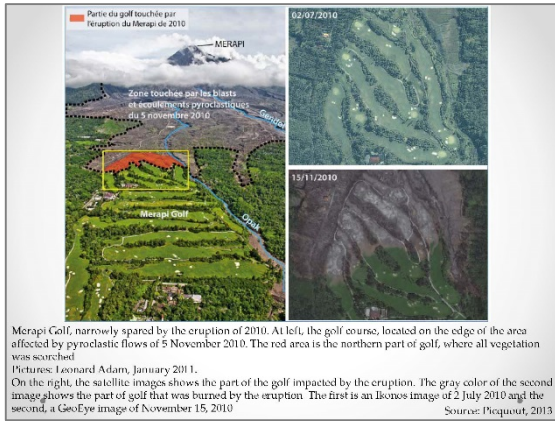 Partie du golf touchée par
l'éruption du Merapi de 2010
MERAPI
Zone touchée par les blasts
et écoulements pyroclastiques
du 5 novembre 2010
Gendol
Opak
Merapi Golf
02/07/2010
15/11/2010
Merapi Golf, narrowly spared by the eruption of 2010. At left, the golf course, located on the edge of the area
affected by pyroclastic flows of 5 November 2010. The red area is the northern part of golf, where all vegetation
was scorched
Pictures: Leonard Adam, January 2011.
On the right, the satellite images shows the part of the golf impacted by the eruption. The gray color of the second
image shows the part of golf that was burned by the eruption The first is an Ikonos image of 2 July 2010 and the
second, a GeoEye image of November 15, 2010
Source: Picquout, 2013